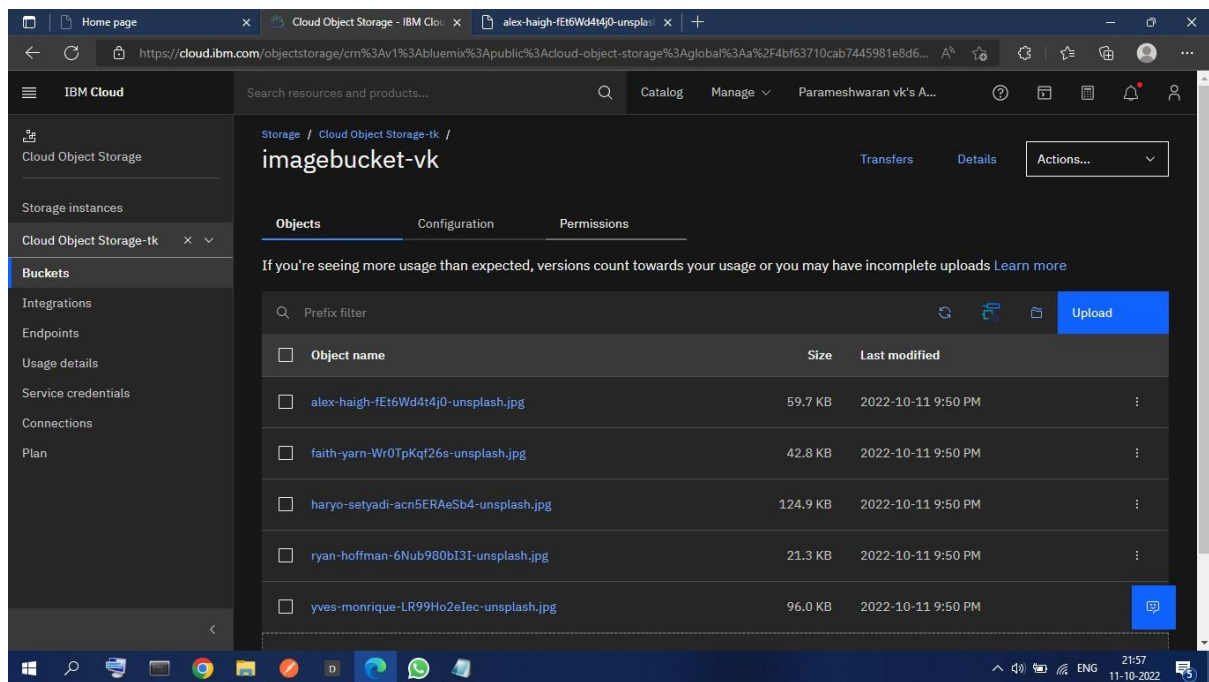 Home page
Cloud Object Storage - IBM Clou
alex-haigh-fEt6Wd4t4j0-unsplas
https://cloud.ibm.com/objectstorage/crn%3Av1%3Abluemix%3Apublic%3Acloud-object-storage%3Aglobal%3Aa%2F4bf63710cab7445981e8d6...
IBM Cloud
Search resources and products...
Catalog
Manage
Parameshwaran vk's A...
Cloud Object Storage
Storage instances
Cloud Object Storage-tk
Buckets
Integrations
Endpoints
Usage details
Service credentials
Connections
Plan
Storage / Cloud Object Storage-tk /
imagebucket-vk
Transfers
Details
Actions...
Objects
Configuration
Permissions
If you're seeing more usage than expected, versions count towards your usage or you may have incomplete uploads Learn more
Prefix filter
Upload
Object name Size Last modified
alex-haigh-fEt6Wd4t4j0-unsplash.jpg 59.7 KB 2022-10-11 9:50 PM
faith-yarn-Wr0TpKqf26s-unsplash.jpg 42.8 KB 2022-10-11 9:50 PM
haryo-setyadi-acn5ERAeSb4-unsplash.jpg 124.9 KB 2022-10-11 9:50 PM
ryan-hoffman-6Nub980bI3I-unsplash.jpg 21.3 KB 2022-10-11 9:50 PM
yves-monrique-LR99Ho2eIec-unsplash.jpg 96.0 KB 2022-10-11 9:50 PM
D
ENG
21:57
11-10-2022
5